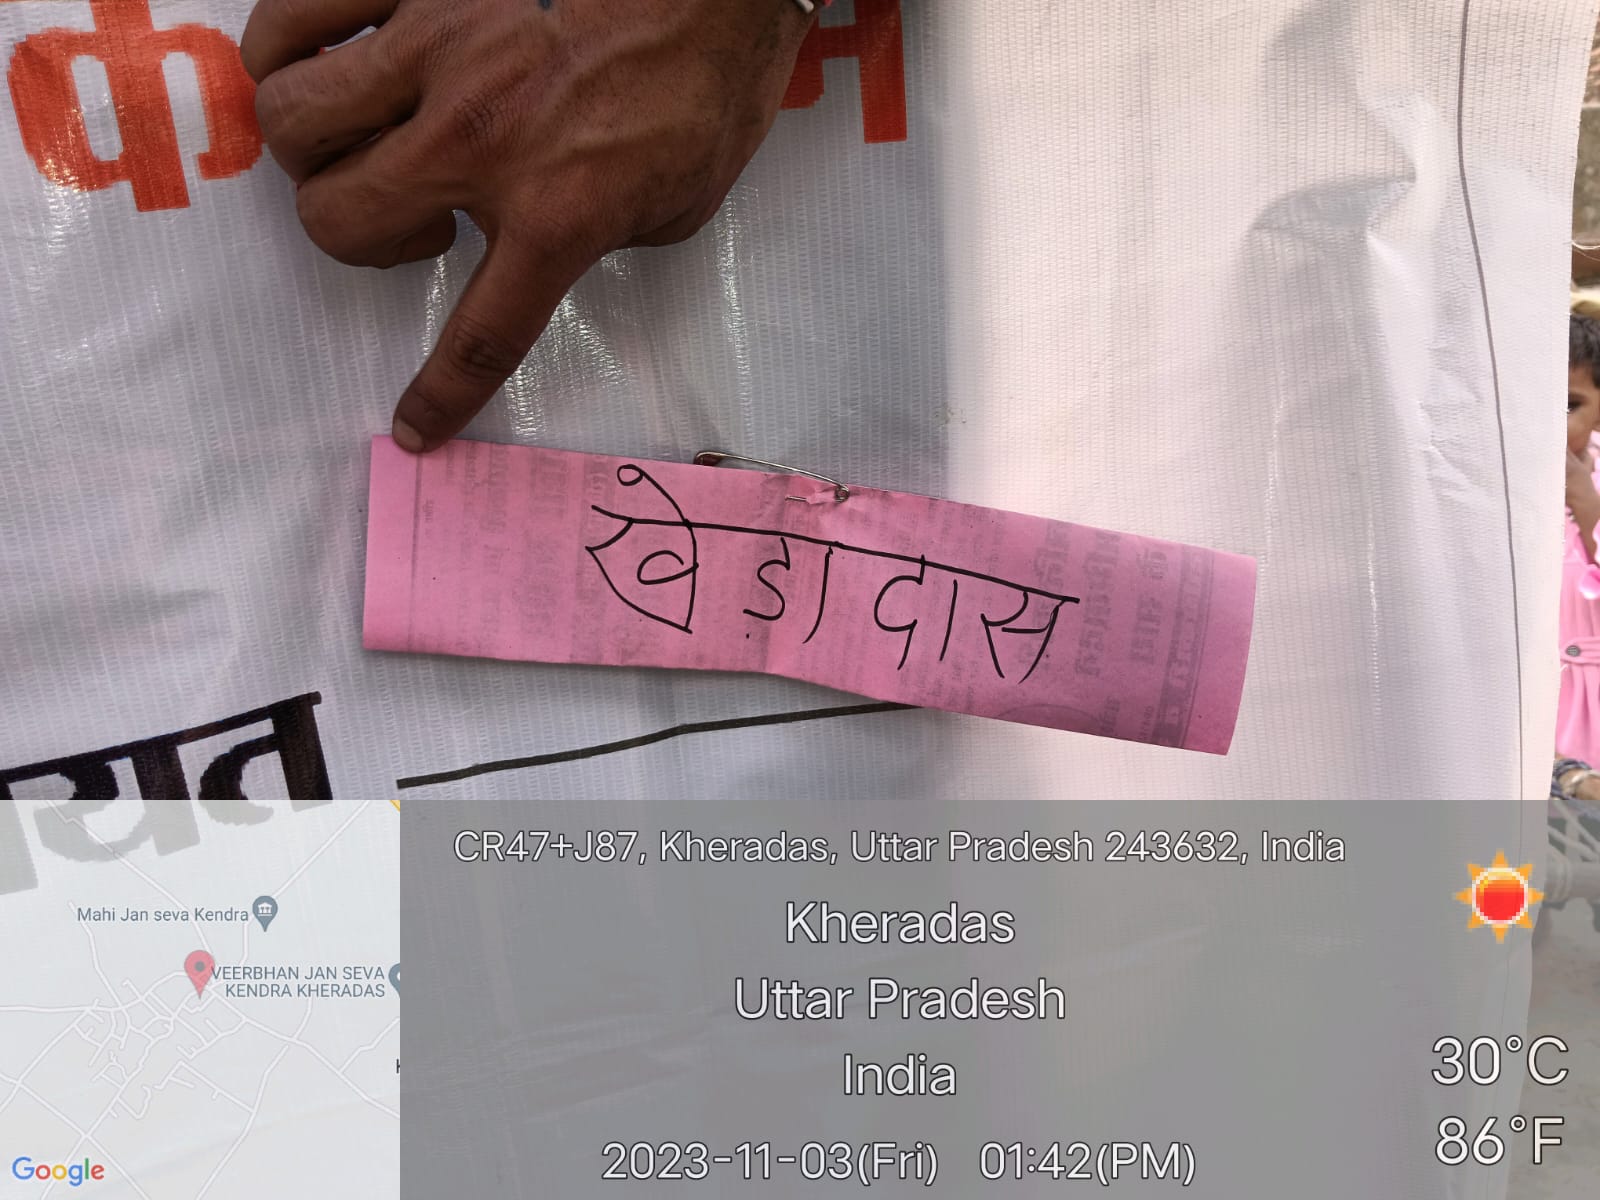 खेडा दास
यत
CR47+J87, Kheradas, Uttar Pradesh 243632, India
Kheradas
Uttar Pradesh
India
2023-11-03(Fri) 01:42(PM)
30°C
86°F
Mahi Jan seva Kendra
VEERBHAN JAN SEVA
KENDRA KHERADAS
Google